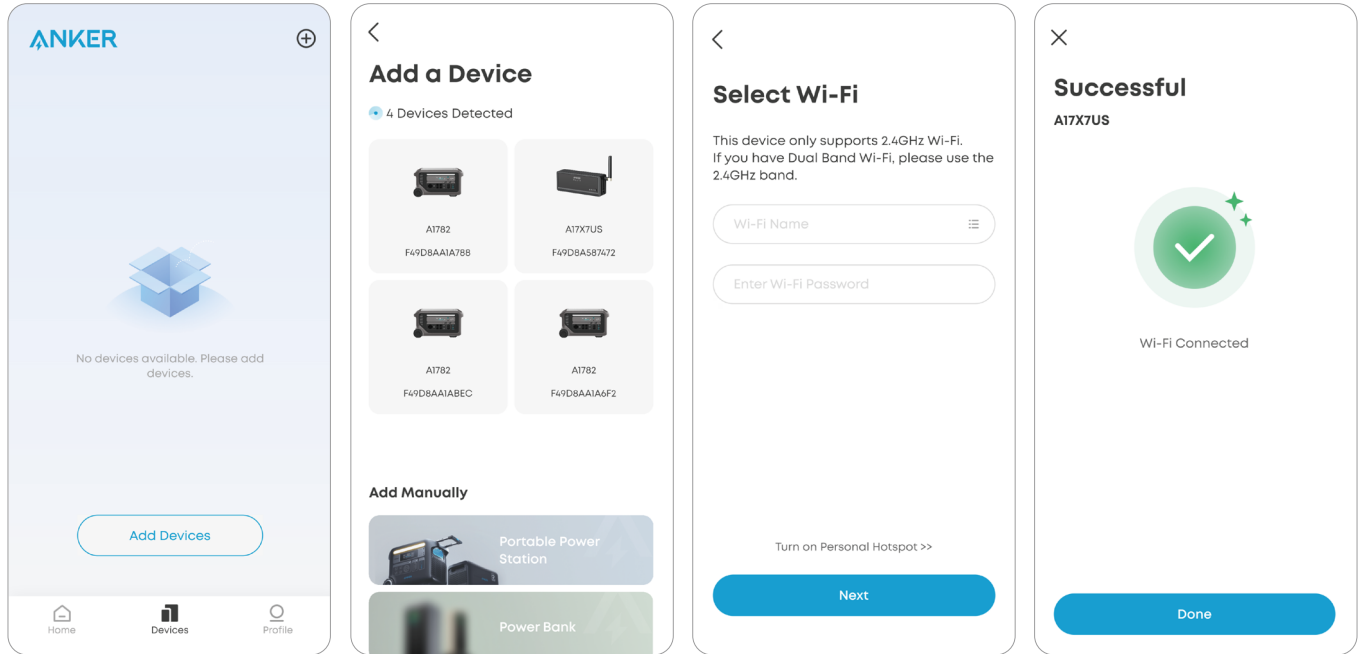 ANKER
No devices available. Please add
devices.
Add Devices
Home
Devices
Profile
Add a Device
4 Devices Detected
A1782
F49D8AA1A788
A17X7US
F49D8A587472
A1782
F49D8AA1ABEC
A1782
F49D8AA1A6F2
Add Manually
Portable Power
Station
Power Bank
Select Wi-Fi
This device only supports 2.4GHz Wi-Fi.
If you have Dual Band Wi-Fi, please use the
2.4GHz band.
Wi-Fi Name
Enter Wi-Fi Password
Turn on Personal Hotspot >>
Next
Successful
A17X7US
Wi-Fi Connected
Done